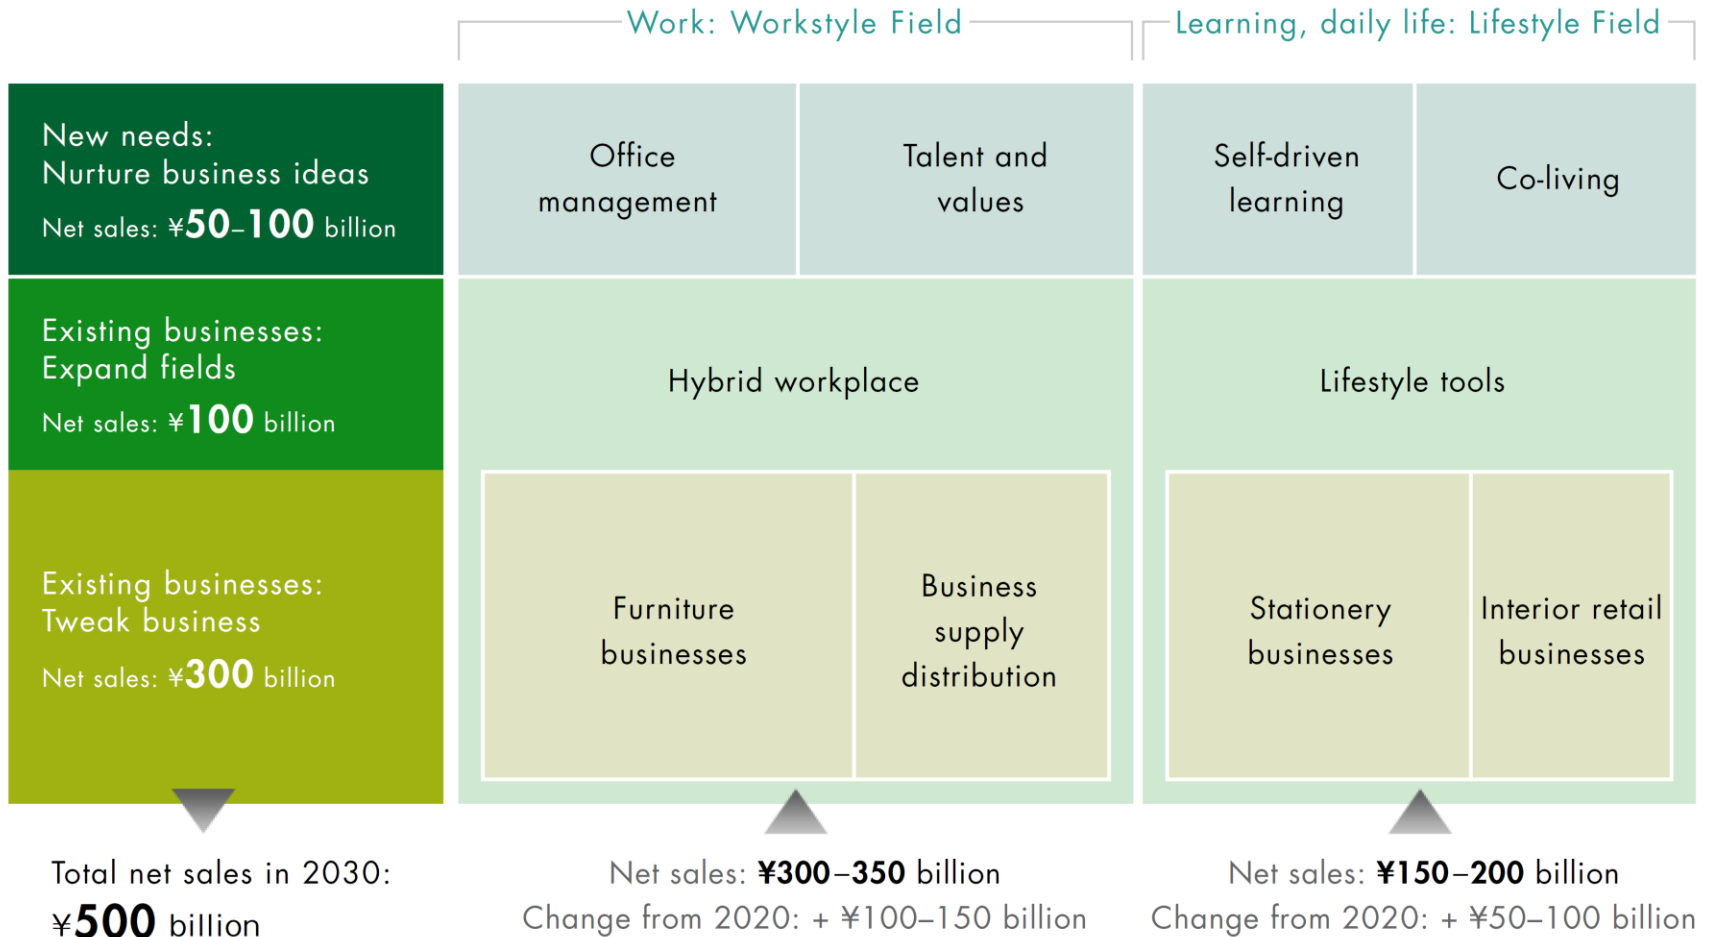 Work: Workstyle Field
Learning, daily life: Lifestyle Field
New needs:
Nurture business ideas
Net sales: ¥50–100 billion
Office
management
Talent and
values
Self-driven
learning
Co-living
Existing businesses:
Expand fields
Net sales: ¥100 billion
Hybrid workplace
Lifestyle tools
Existing businesses:
Tweak business
Net sales: ¥300 billion
Furniture
businesses
Business
supply
distribution
Stationery
businesses
Interior retail
businesses
Total net sales in 2030:
¥500 billion
Net sales: ¥300–350 billion
Change from 2020: + ¥100–150 billion
Net sales: ¥150–200 billion
Change from 2020: + ¥50–100 billion